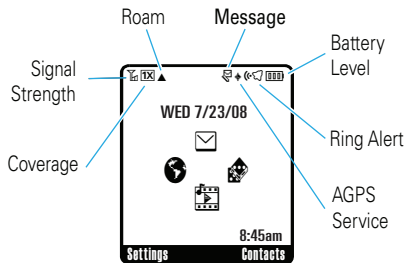 Roam
Message
Battery
Level
Signal
Strength
1X
WED 7/23/08
Ring Alert
Coverage
AGPS
Service
8:45am
Settings
Contacts